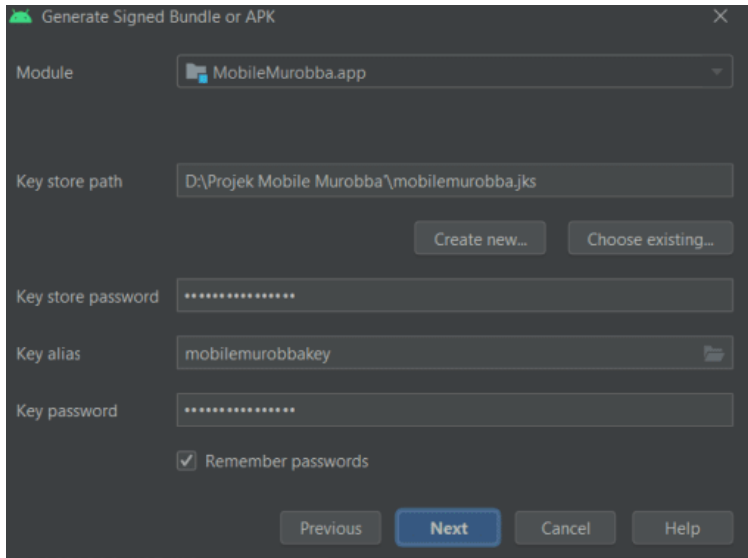 Generate Signed Bundle or APK
Module
MobileMurobba.app
Key store path
D:\Projek Mobile Murobba'\mobilemurobba.jks
Create new...
Choose existing...
Key store password
••••••••••••••••
Key alias
mobilemurobbakey
Key password
••••••••••••••••
Remember passwords
Previous
Next
Cancel
Help